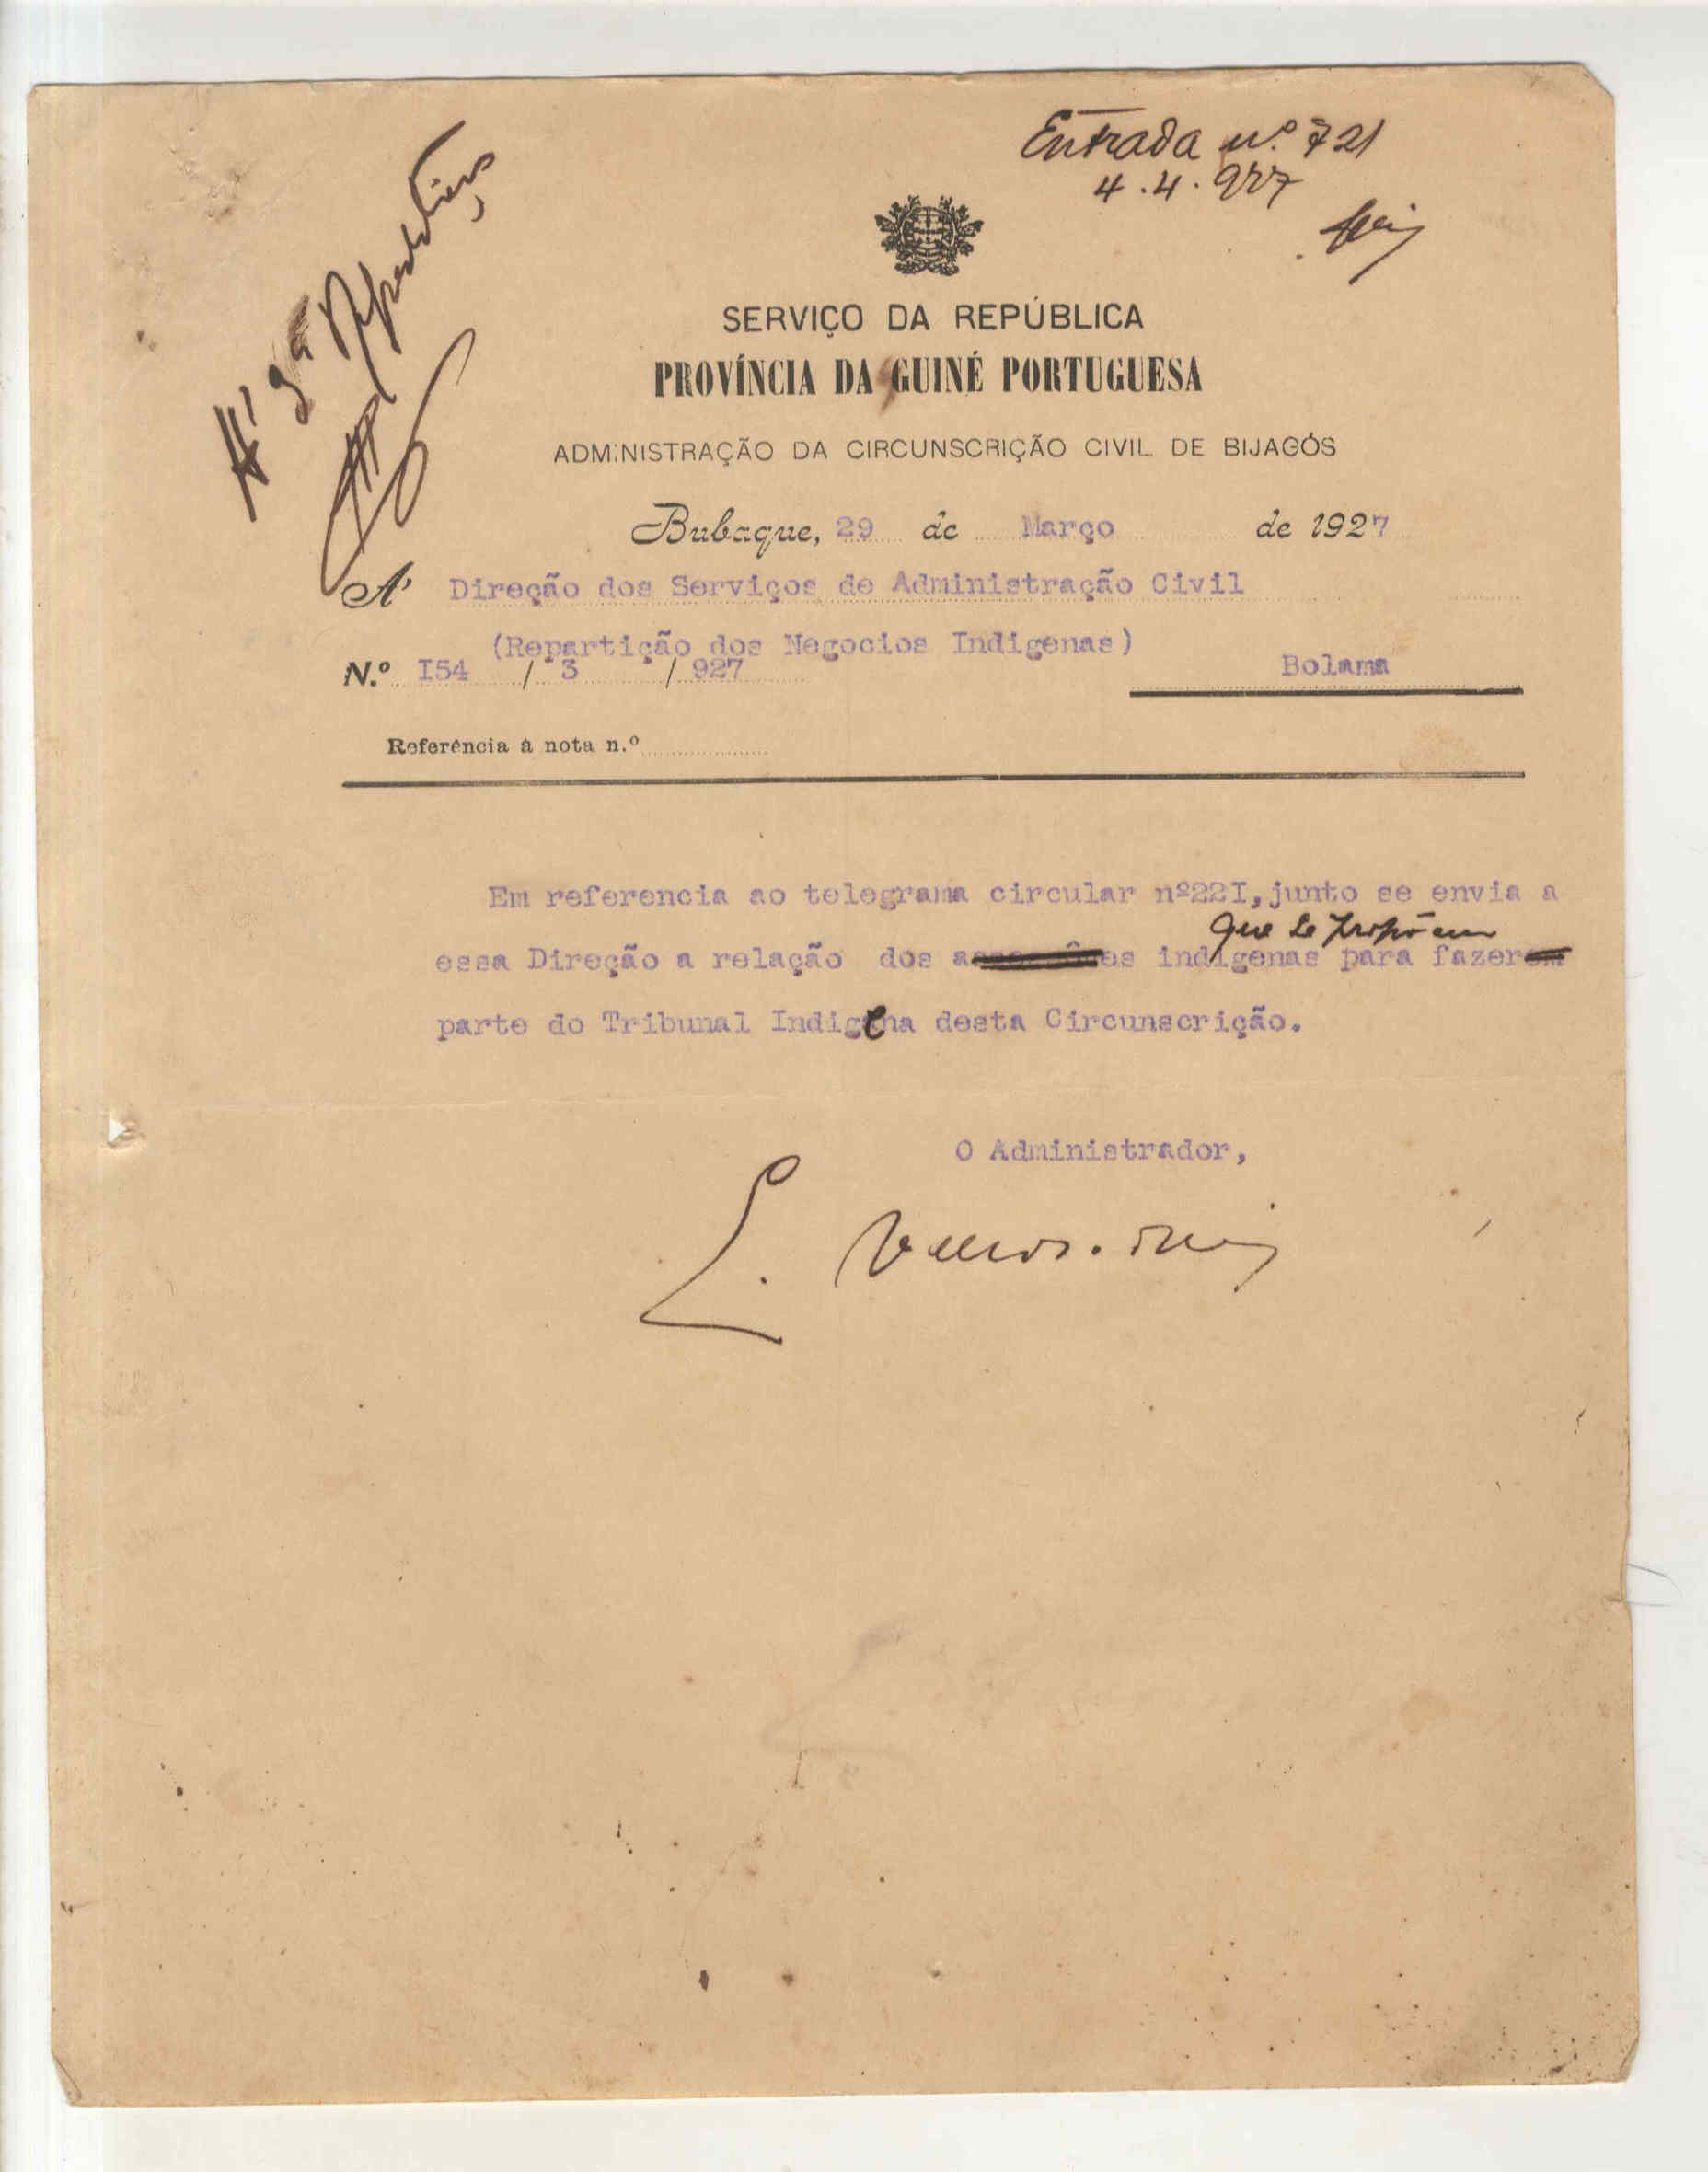 Entrada nº 721
4.4.927
A' 3ª Repartição
SERVIÇO DA REPÚBLICA
PROVÍNCIA DA GUINÉ PORTUGUESA
ADMINISTRAÇÃO DA CIRCUNSCRIÇÃO CIVIL DE BIJAGÓS
Bubaque, 29 de Março de 1927
A' Direção dos Serviços de Administração Civil
(Repartição dos Negocios Indigenas)
N.º I54 / 3 / 927 Bolama
Referência à nota n.º
Em referencia ao telegrama circular nº22I, junto se envia a
que se propõem
essa Direção a relação dos indigenas para fazer
parte do Tribunal Indigena desta Circunscrição.
O Administrador,